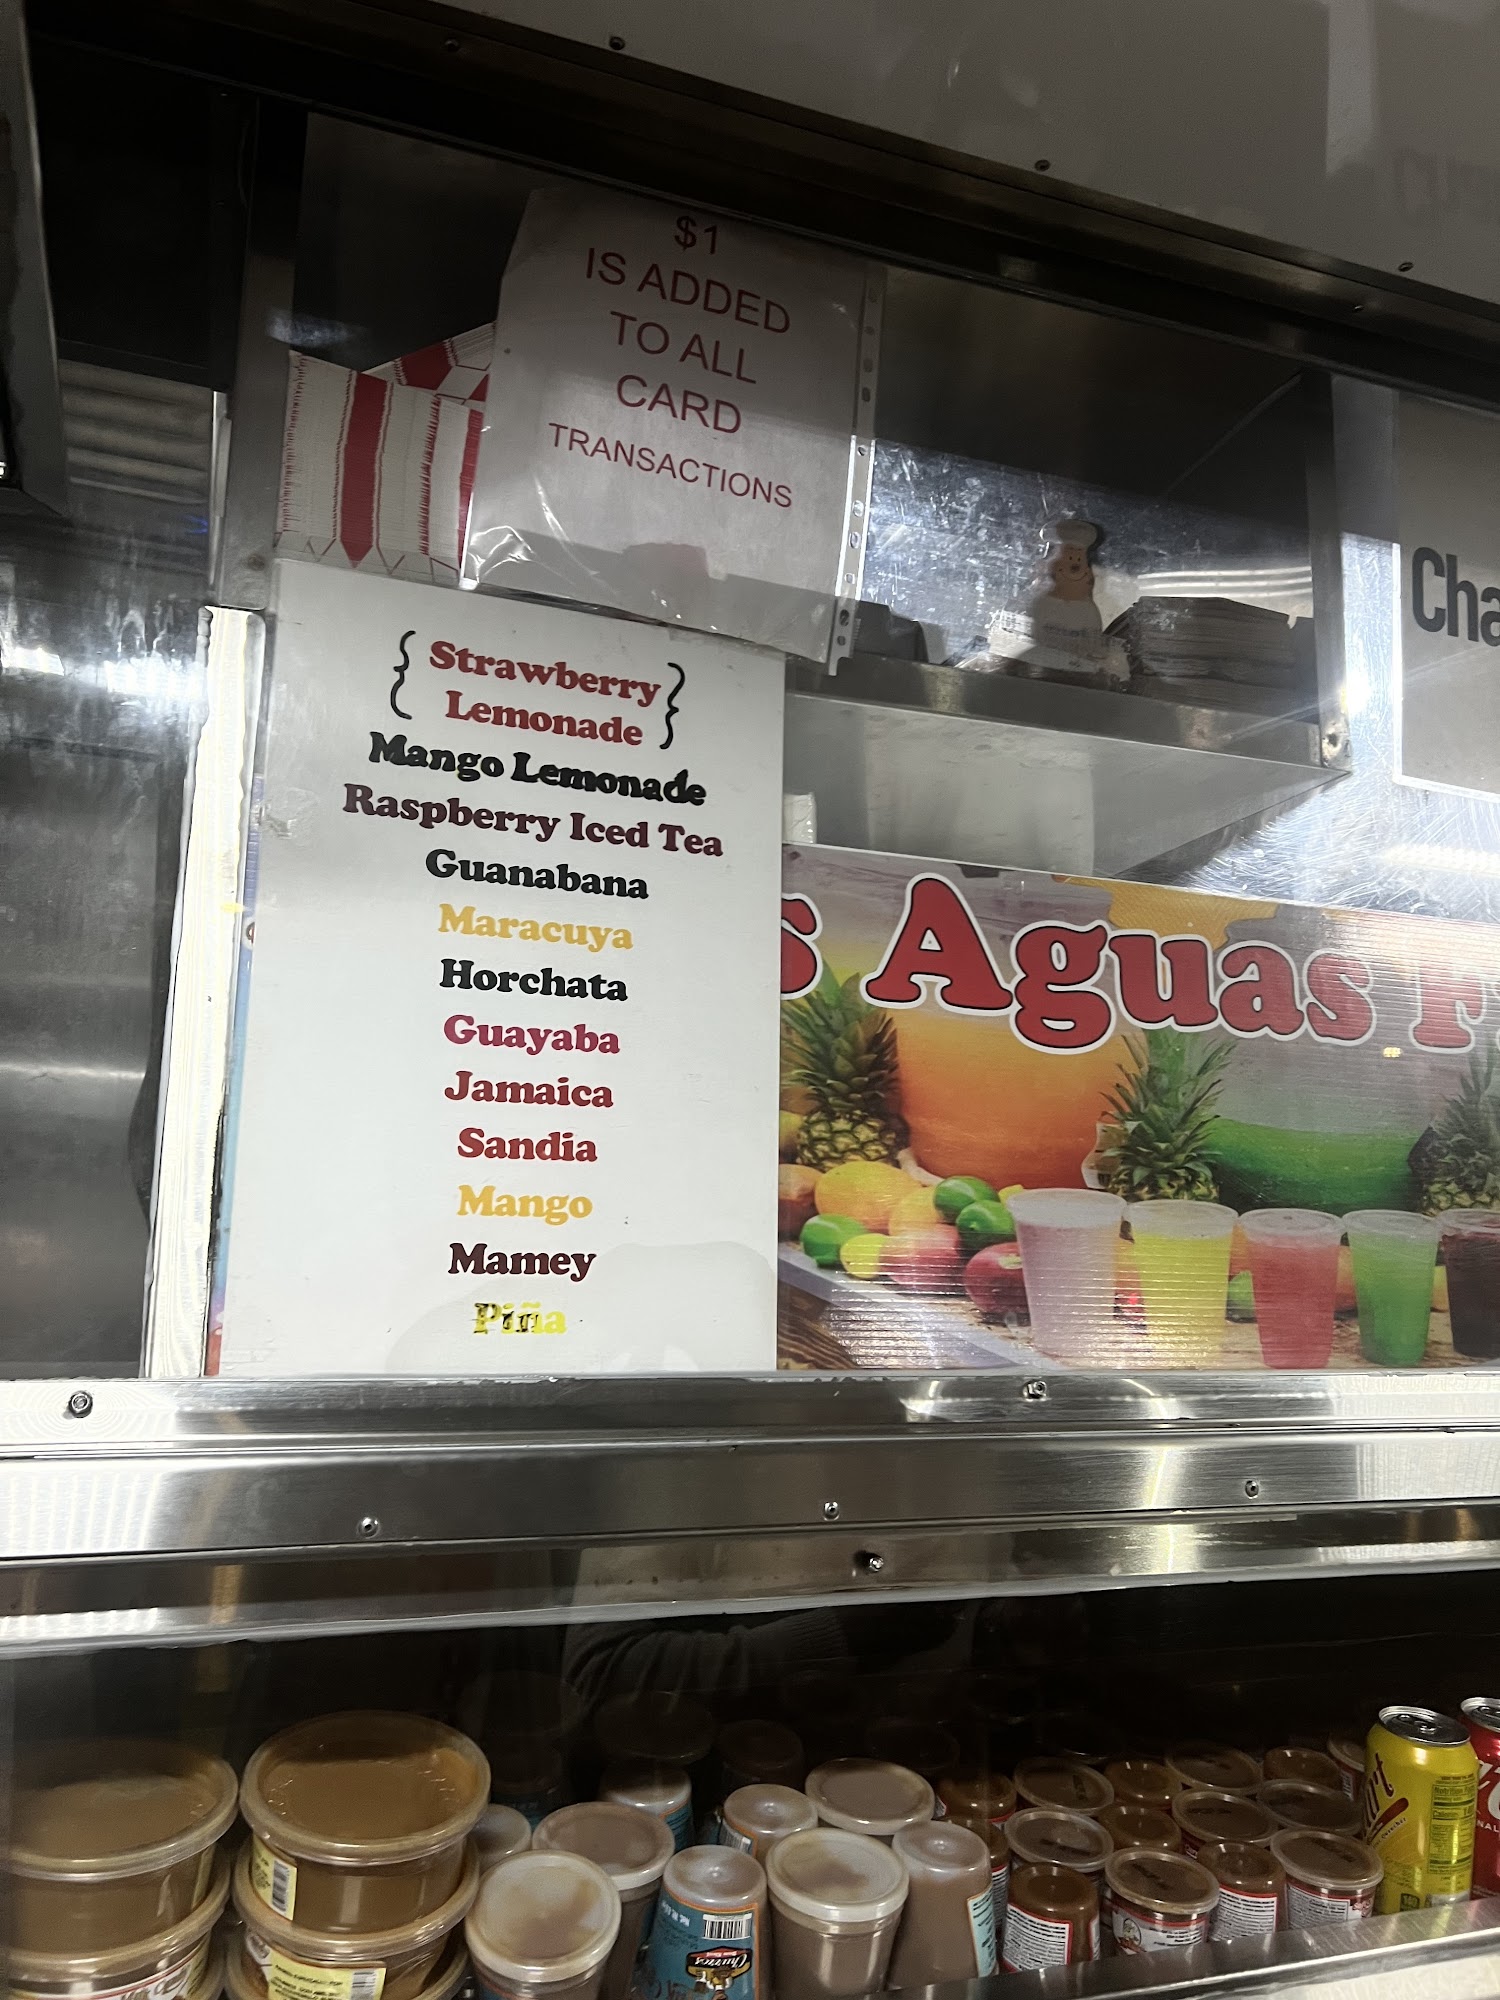 $1
IS ADDED
TO ALL
CARD
TRANSACTIONS
Cha
{ Strawberry
Lemonade }
Mango Lemonade
Raspberry Iced Tea
Guanabana
Maracuya
Horchata
Guayaba
Jamaica
Sandia
Mango
Mamey
Piña
s Aguas F
Churros